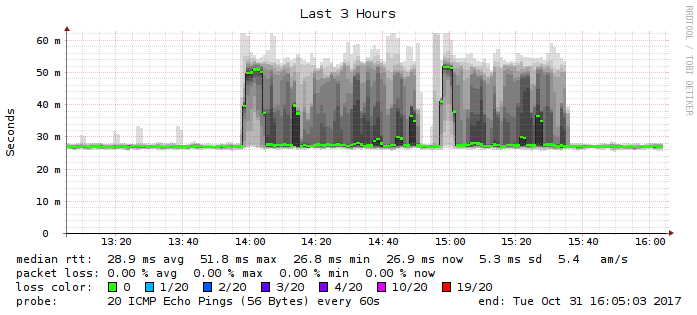 Last 3 Hours
RRDTOOL / TOBI OETIKER
Seconds
60 m
50 m
40 m
30 m
20 m
10 m
0
13:20 13:40 14:00 14:20 14:40 15:00 15:20 15:40 16:00
median rtt: 28.9 ms avg 51.8 ms max 26.8 ms min 26.9 ms now 5.3 ms sd 5.4 am/s
packet loss: 0.00 % avg 0.00 % max 0.00 % min 0.00 % now
loss color: 0 1/20 2/20 3/20 4/20 10/20 19/20
probe: 20 ICMP Echo Pings (56 Bytes) every 60s end: Tue Oct 31 16:05:03 2017